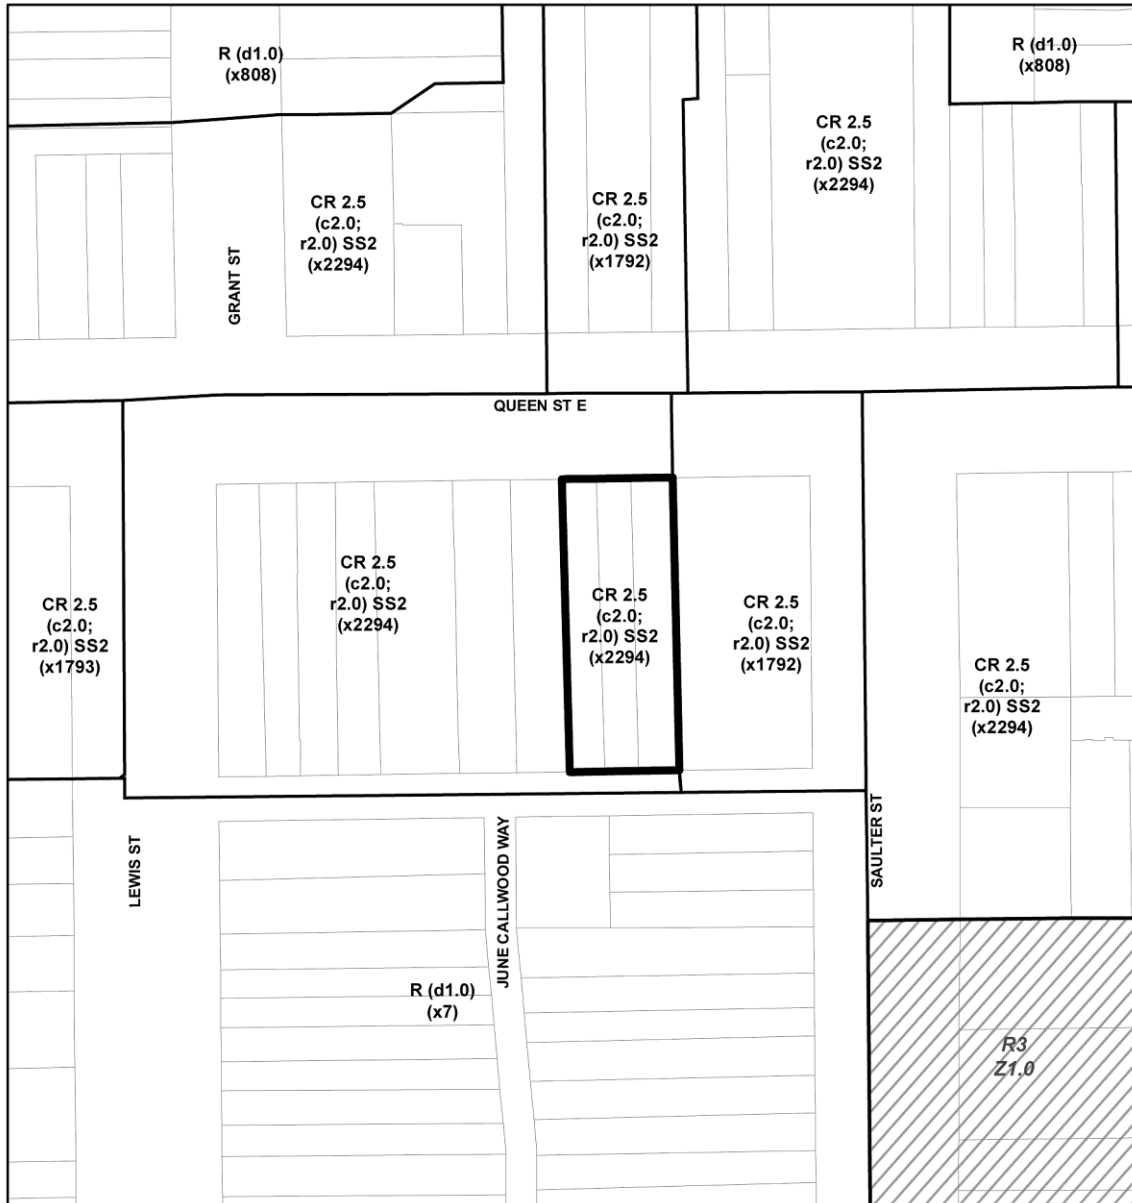 R (d1.0)
(x808)
R (d1.0)
(x808)
CR 2.5
(c2.0;
r2.0) SS2
(x2294)
CR 2.5
(c2.0;
r2.0) SS2
(x2294)
CR 2.5
(c2.0;
r2.0) SS2
(x1792)
GRANT ST
QUEEN ST E
CR 2.5
(c2.0;
r2.0) SS2
(x1793)
CR 2.5
(c2.0;
r2.0) SS2
(x2294)
CR 2.5
(c2.0;
r2.0) SS2
(x2294)
CR 2.5
(c2.0;
r2.0) SS2
(x1792)
CR 2.5
(c2.0;
r2.0) SS2
(x2294)
LEWIS ST
JUNE CALLWOOD WAY
SAULTER ST
R (d1.0)
(x7)
R3
Z1.0